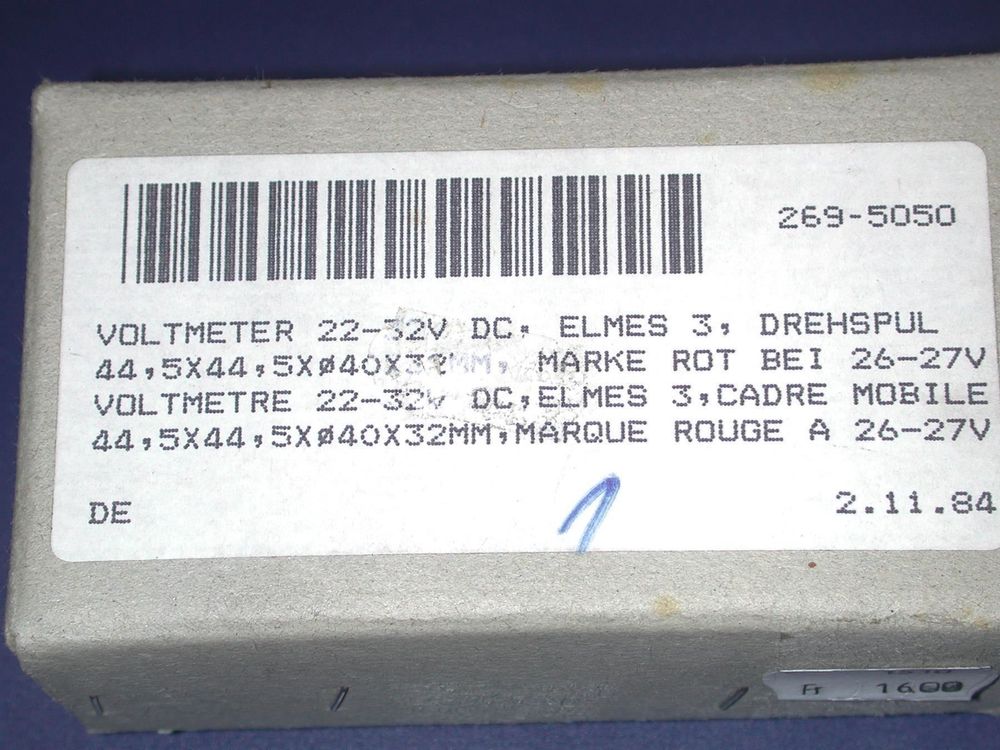 269-5050
VOLTMETER 22-32V DC. ELMES 3, DREHSPUL
44,5X44,5Xø40X32MM, MARKE ROT BEI 26-27V
VOLTMETRE 22-32V DC,ELMES 3,CADRE MOBILE
44,5X44,5Xø40X32MM,MARQUE ROUGE A 26-27V
1
DE 2.11.84
Fr 1600